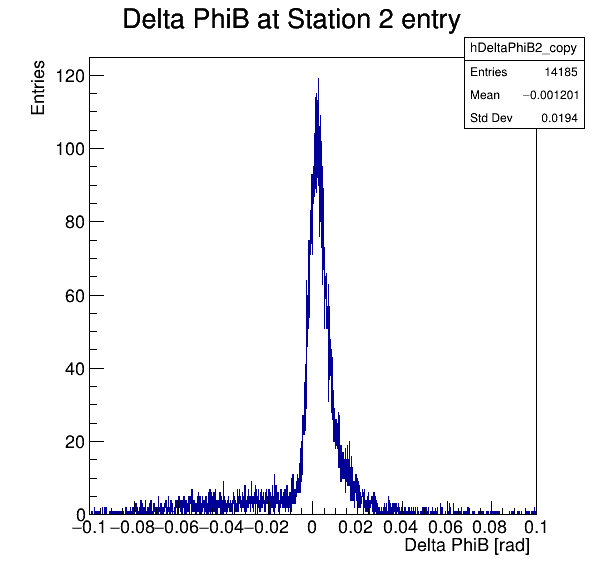 Delta PhiB at Station 2 entry
hDeltaPhiB2_copy
Entries 14185
Mean −0.001201
Std Dev 0.0194
Entries
120
100
80
60
40
20
0
−0.1 −0.08 −0.06 −0.04 −0.02 0 0.02 0.04 0.06 0.08 0.1
Delta PhiB [rad]